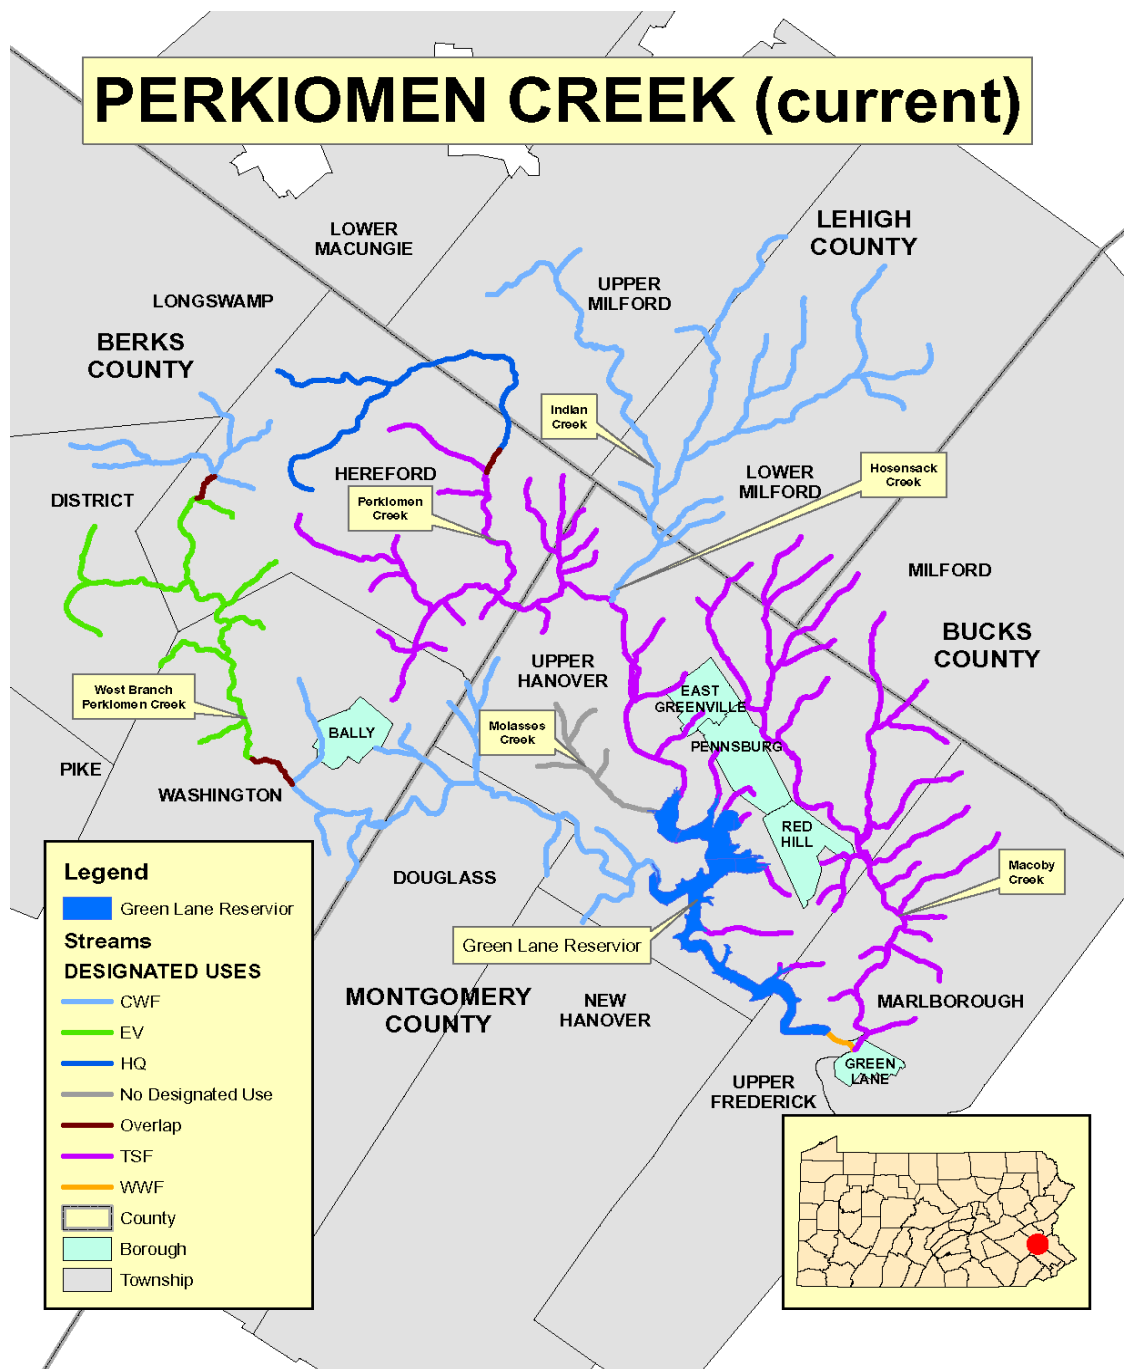 PERKIOMEN CREEK (current)
LEHIGH
COUNTY
LOWER
MACUNGIE
UPPER
MILFORD
LONGSWAMP
BERKS
COUNTY
Indian
Creek
HEREFORD
LOWER
MILFORD
Hosensack
Creek
DISTRICT
Perkiomen
Creek
MILFORD
BUCKS
COUNTY
UPPER
HANOVER
West Branch
Perkiomen Creek
EAST
GREENVILLE
Molasses
Creek
BALLY
PENNSBURG
PIKE
WASHINGTON
RED
HILL
Macoby
Creek
DOUGLASS
Green Lane Reservior
MONTGOMERY
COUNTY
NEW
HANOVER
MARLBOROUGH
GREEN
LANE
UPPER
FREDERICK
Legend
Green Lane Reservior
Streams
DESIGNATED USES
CWF
EV
HQ
No Designated Use
Overlap
TSF
WWF
County
Borough
Township